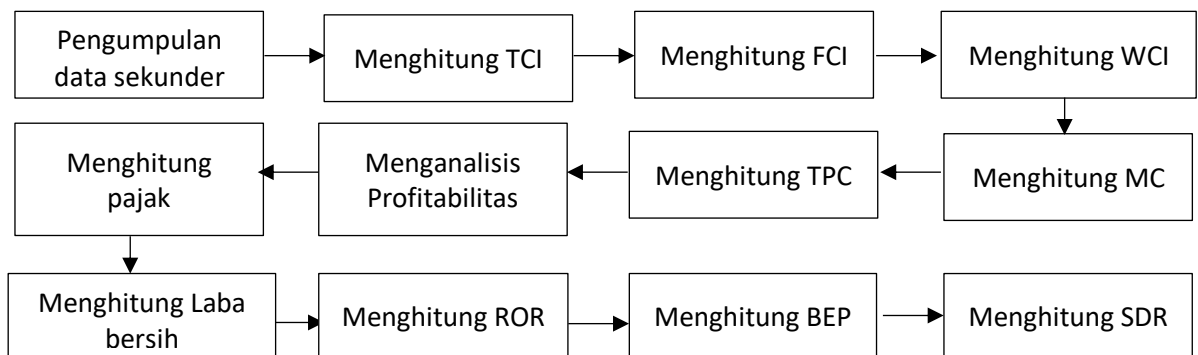 Pengumpulan
data sekunder
Menghitung TCI
Menghitung FCI
Menghitung WCI
Menghitung MC
Menghitung TPC
Menganalisis
Profitabilitas
Menghitung
pajak
Menghitung Laba
bersih
Menghitung ROR
Menghitung BEP
Menghitung SDR